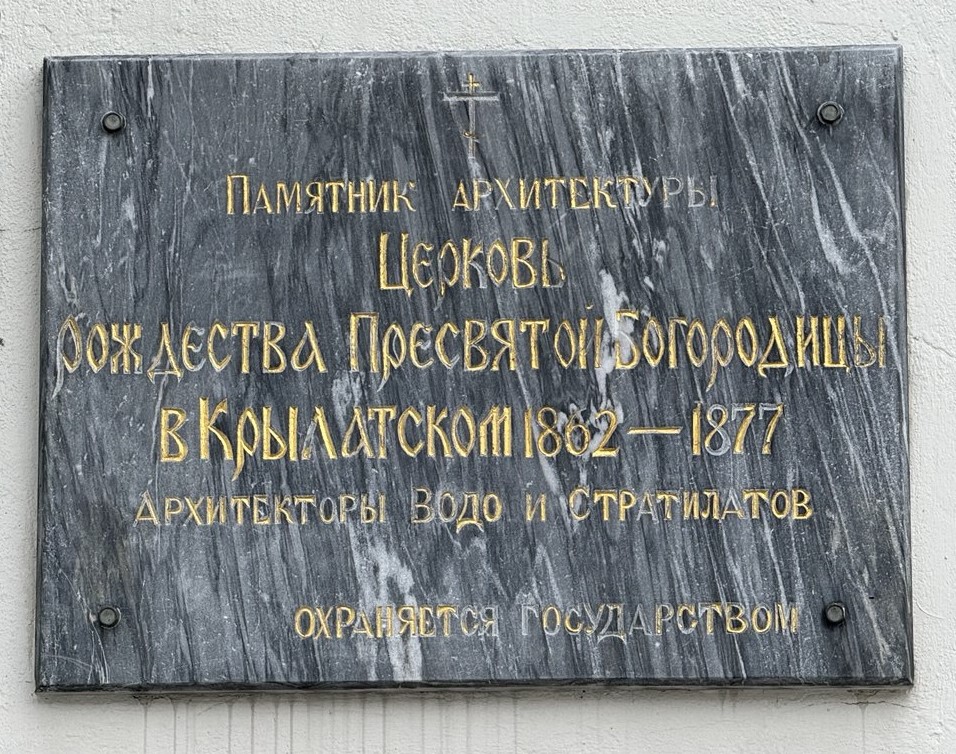 Памятник архитектуры
Церковь
Рождества Пресвятой Богородицы
в Крылатском 1862 — 1877
Архитекторы Водо и Стратилатов
охраняется государством